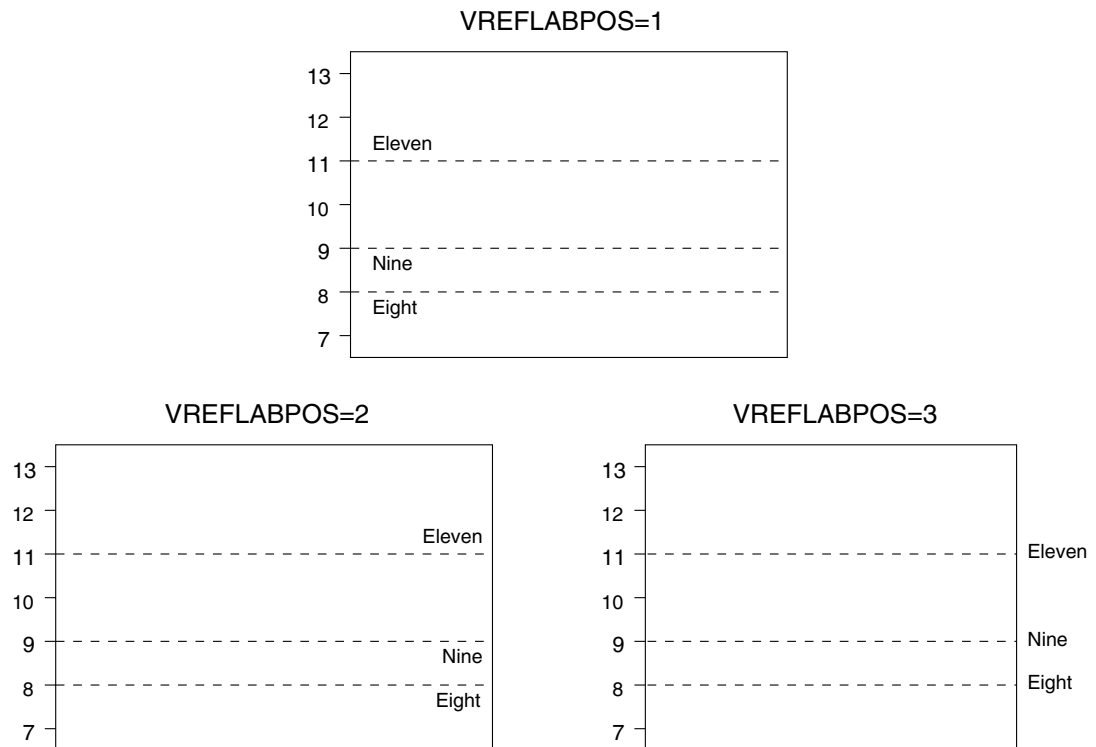 VREFLABPOS=1
13
12
Eleven
11
10
9
Nine
8
Eight
7
VREFLABPOS=2
13
12
Eleven
11
10
9
Nine
8
Eight
7
VREFLABPOS=3
13
12
11 Eleven
10
9 Nine
8 Eight
7